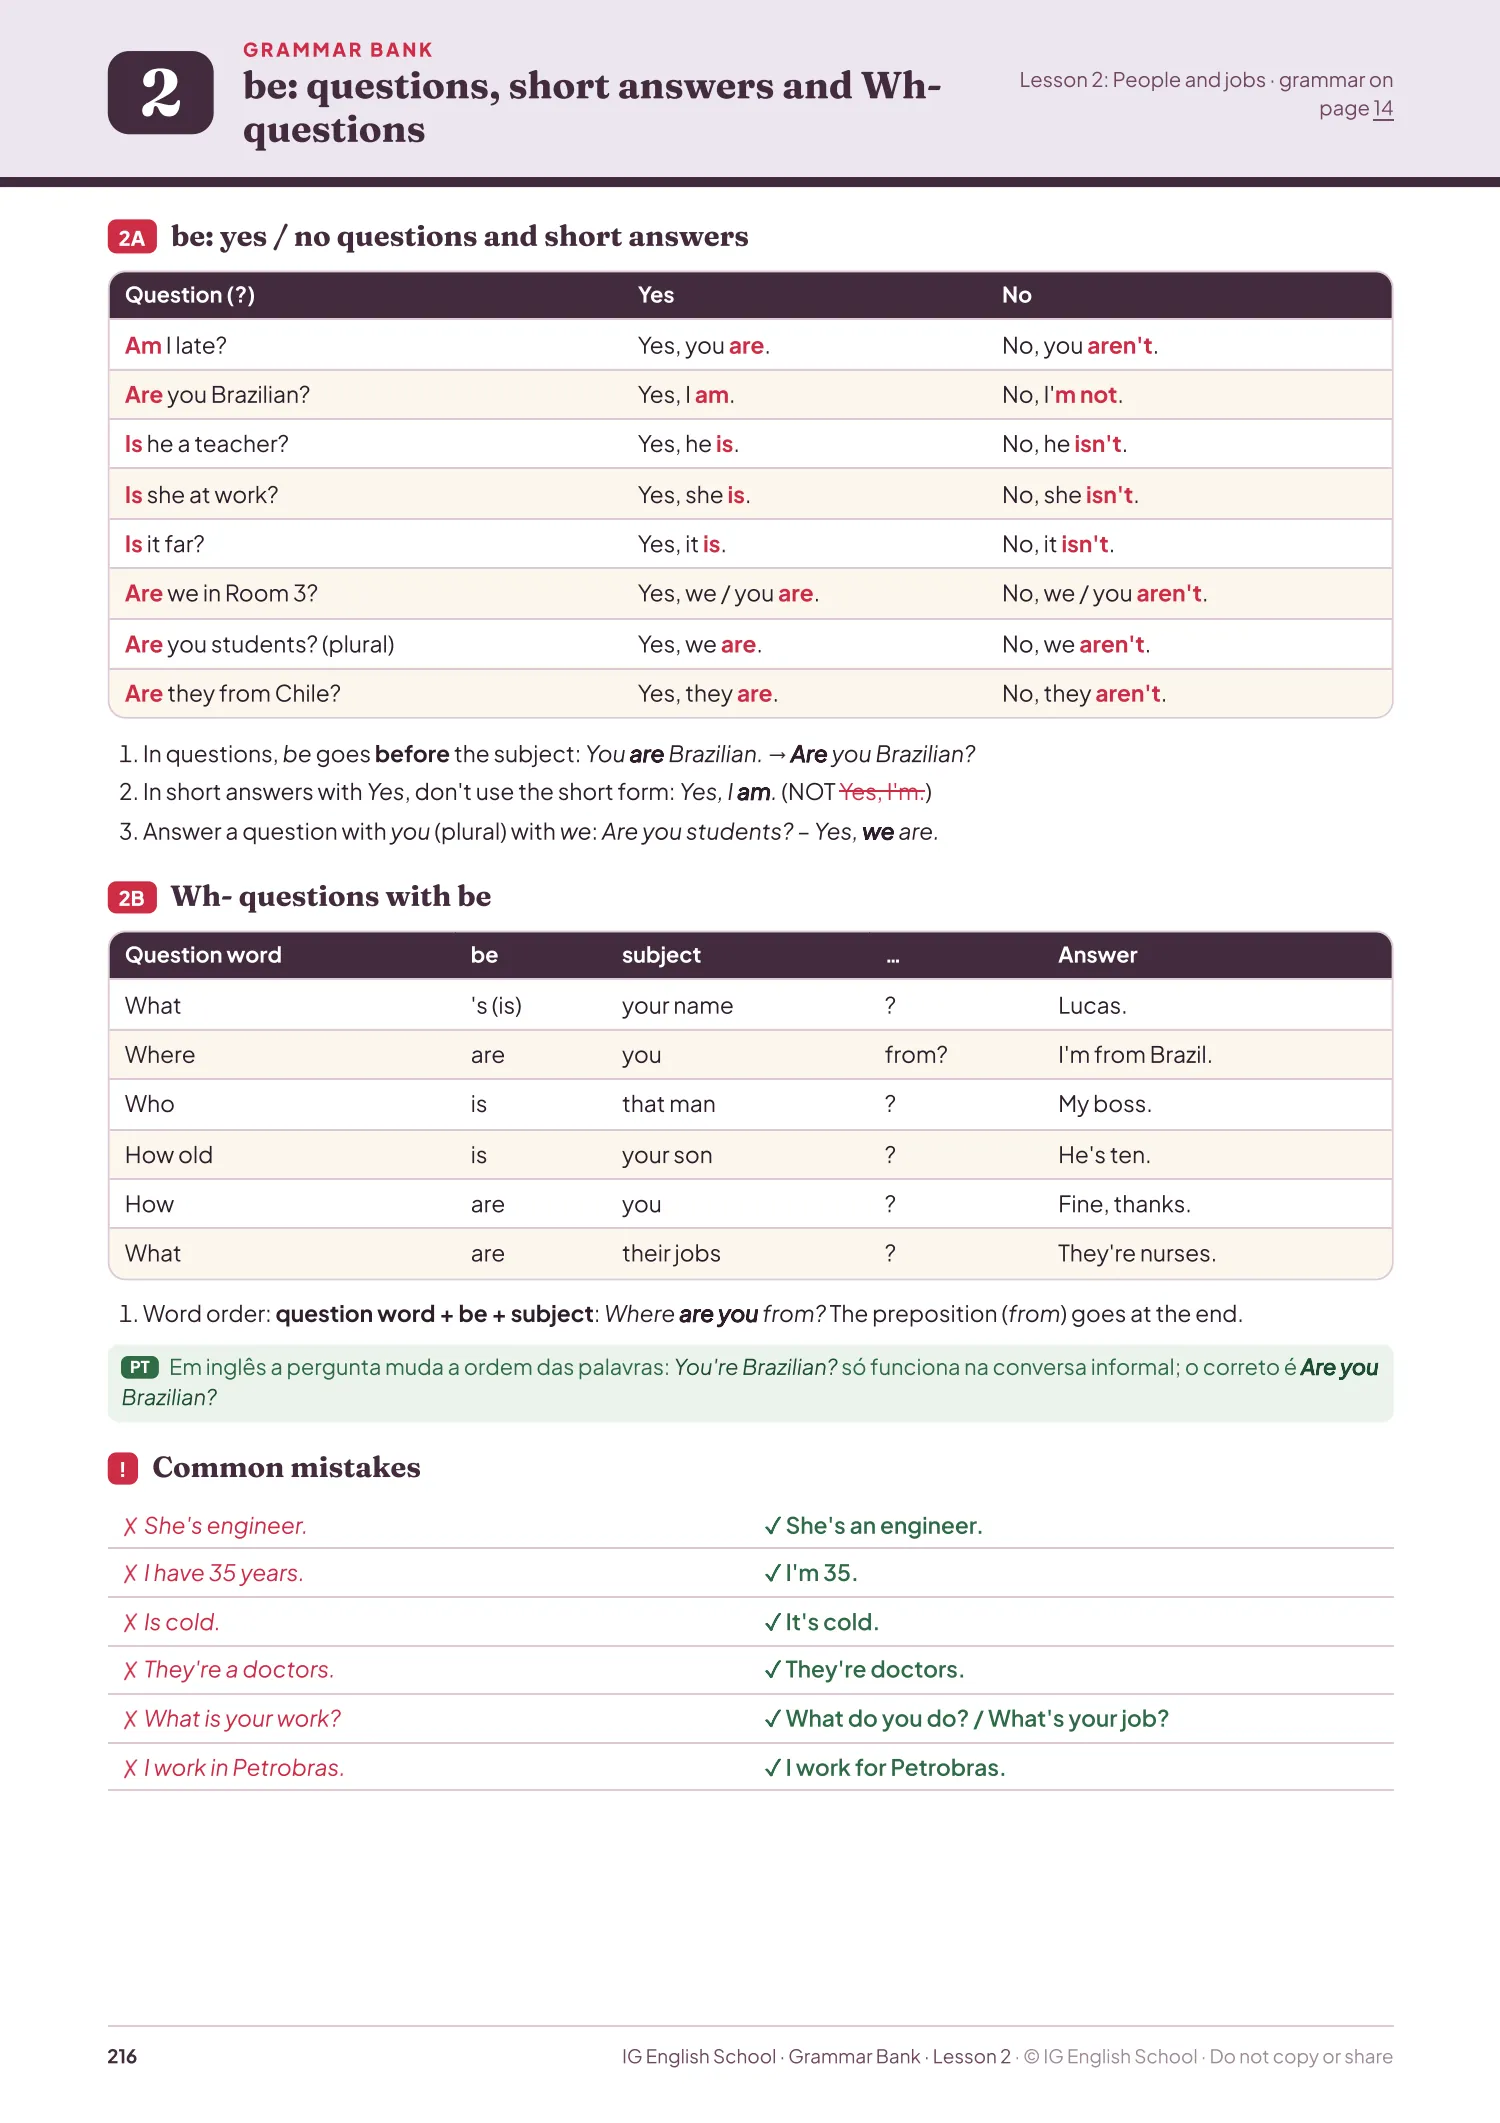 2
GRAMMAR BANK
be: questions, short answers and Wh-
questions
Lesson 2: People and jobs · grammar on
page 14
2A be: yes / no questions and short answers
Question (?) Yes No
Am I late? Yes, you are. No, you aren't.
Are you Brazilian? Yes, I am. No, I'm not.
Is he a teacher? Yes, he is. No, he isn't.
Is she at work? Yes, she is. No, she isn't.
Is it far? Yes, it is. No, it isn't.
Are we in Room 3? Yes, we / you are. No, we / you aren't.
Are you students? (plural) Yes, we are. No, we aren't.
Are they from Chile? Yes, they are. No, they aren't.
1. In questions, be goes before the subject: You are Brazilian. → Are you Brazilian?
2. In short answers with Yes, don't use the short form: Yes, I am. (NOT Yes, I'm.)
3. Answer a question with you (plural) with we: Are you students? – Yes, we are.
2B Wh- questions with be
Question word be subject ... Answer
What 's (is) your name ? Lucas.
Where are you from? I'm from Brazil.
Who is that man ? My boss.
How old is your son ? He's ten.
How are you ? Fine, thanks.
What are their jobs ? They're nurses.
1. Word order: question word + be + subject: Where are you from? The preposition (from) goes at the end.
PT Em inglês a pergunta muda a ordem das palavras: You're Brazilian? só funciona na conversa informal; o correto é Are you
Brazilian?
! Common mistakes
✗ She's engineer. ✓ She's an engineer.
✗ I have 35 years. ✓ I'm 35.
✗ Is cold. ✓ It's cold.
✗ They're a doctors. ✓ They're doctors.
✗ What is your work? ✓ What do you do? / What's your job?
✗ I work in Petrobras. ✓ I work for Petrobras.
216 IG English School · Grammar Bank · Lesson 2 · © IG English School · Do not copy or share